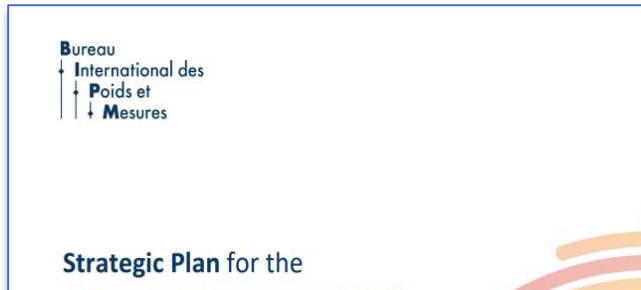 Bureau
International des
Poids et
Mesures
Strategic Plan for the